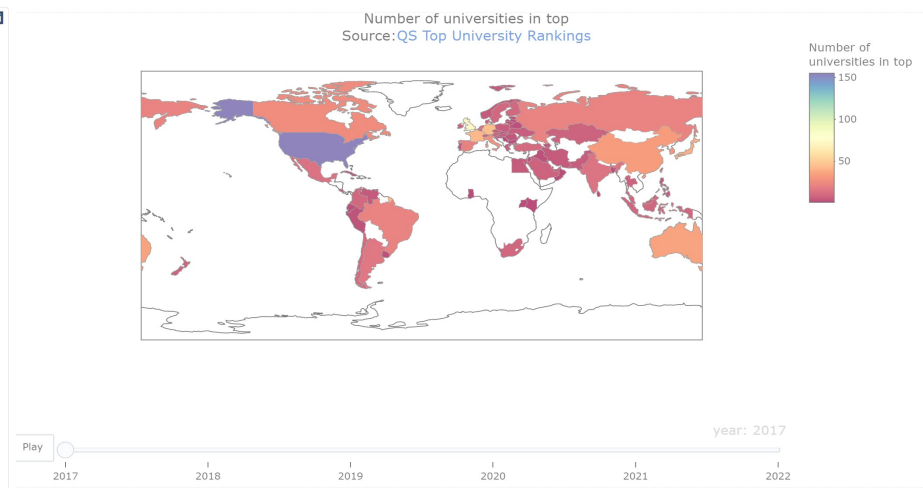 Number of universities in top
Source:QS Top University Rankings
Number of
universities in top
150
100
50
year: 2017
Play
2017
2018
2019
2020
2021
2022